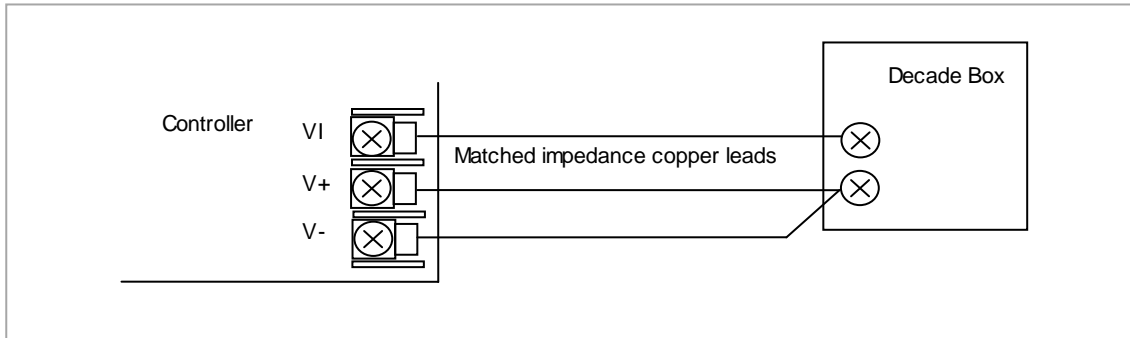 Decade Box
Controller
VI
Matched impedance copper leads
V+
V-